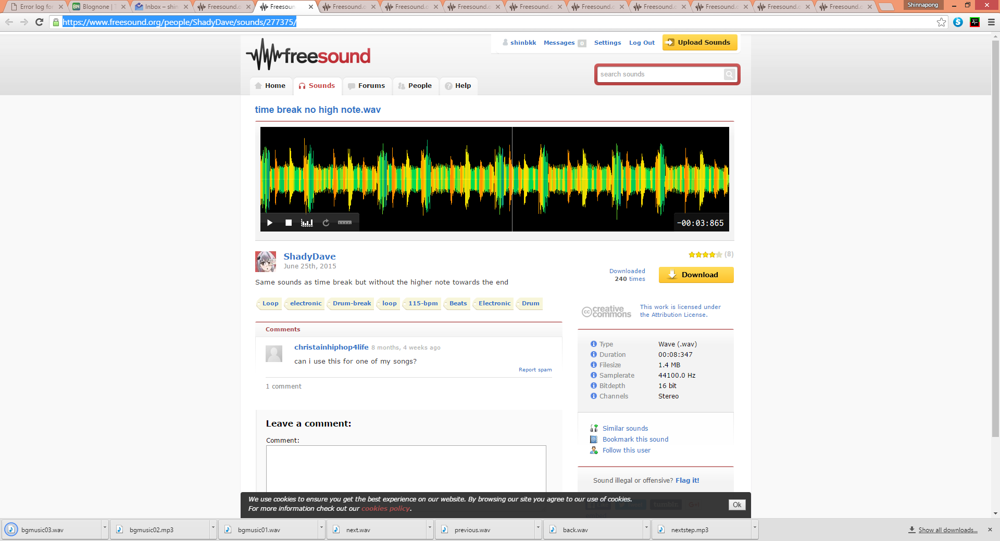 Error log fo
Blognone | T
Inbox – shin
Freesound.o
Freesoun
Freesound.o
Freesound.o
Freesound.o
Freesound.o
Freesound.o
Freesound.o
Freesound.o
Freesound.o
Freesound.o
Shinnapong
https://www.freesound.org/people/ShadyDave/sounds/277375/
freesound
shinbkk Messages 0 Settings Log Out Upload Sounds
search sounds
Home Sounds Forums People Help
time break no high note.wav
-00:03:865
ShadyDave
June 25th, 2015
(8)
Downloaded
240 times
Download
Same sounds as time break but without the higher note towards the end
Loop electronic Drum-break loop 115-bpm Beats Electronic Drum
cc creative commons
This work is licensed under
the Attribution License.
Comments
christainhiphop4life 8 months, 4 weeks ago
can i use this for one of my songs?
Report spam
1 comment
Type Wave (.wav)
Duration 00:08:347
Filesize 1.4 MB
Samplerate 44100.0 Hz
Bitdepth 16 bit
Channels Stereo
Leave a comment:
Comment:
Similar sounds
Bookmark this sound
Follow this user
Sound illegal or offensive? Flag it!
We use cookies to ensure you get the best experience on our website. By browsing our site you agree to our use of cookies.
For more information check out our cookies policy.
Ok
tumblr.
bgmusic03.wav
bgmusic02.mp3
bgmusic01.wav
next.wav
previous.wav
back.wav
nextstep.mp3
Show all downloads...